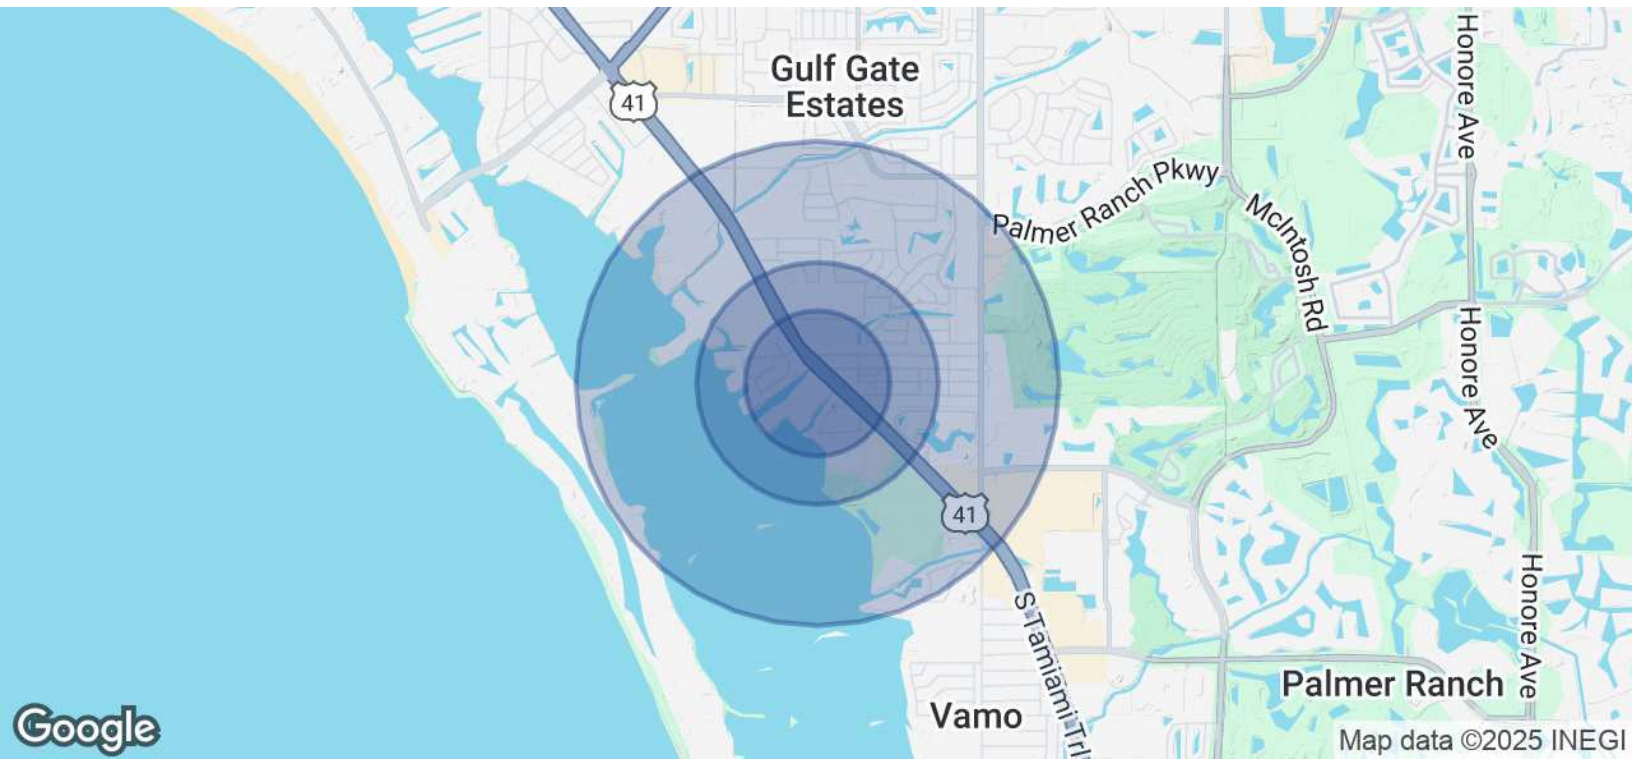 41
Gulf Gate
Estates
Honore Ave
Palmer Ranch Pkwy
McIntosh Rd
Honore Ave
41
Honore Ave
S Tamiami Trl
Palmer Ranch
Vamo
Google
Map data ©2025 INEGI